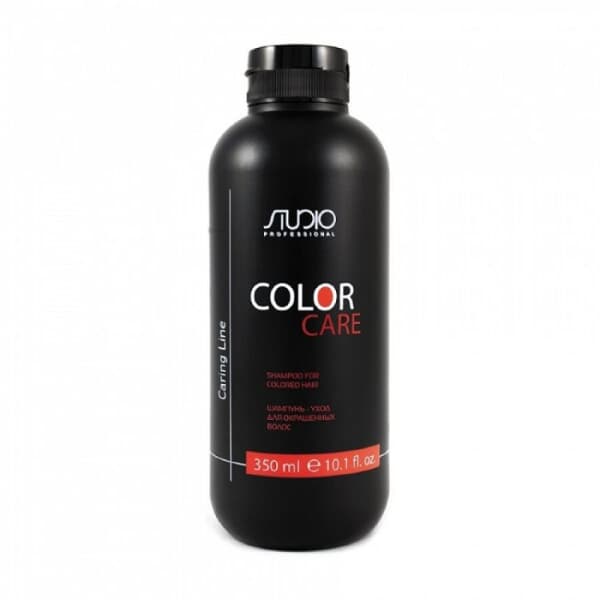 STUDIO
PROFESSIONAL
COLOR
CARE
Caring Line
SHAMPOO FOR
COLORED HAIR
ШАМПУНЬ - УХОД
ДЛЯ ОКРАШЕННЫХ
ВОЛОС
350 ml ℮ 10.1 fl. oz.